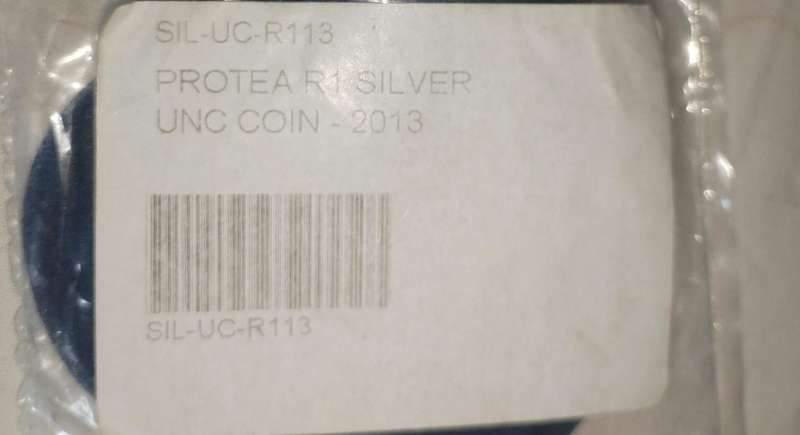 SIL-UC-R113
PROTEA R1 SILVER
UNC COIN - 2013
SIL-UC-R113